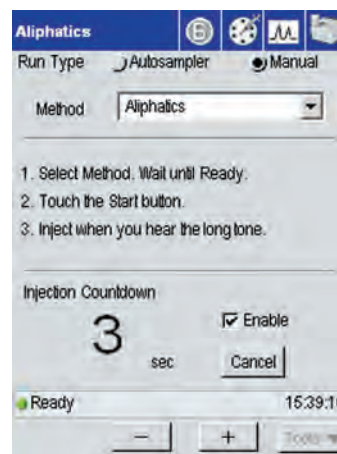 Aliphatics 6
Run Type Autosampler Manual
Method Aliphatics
1. Select Method. Wait until Ready.
2. Touch the Start button.
3. Inject when you hear the long tone.
Injection Countdown
3 sec
Enable
Cancel
Ready 15:39:1
− + Tools